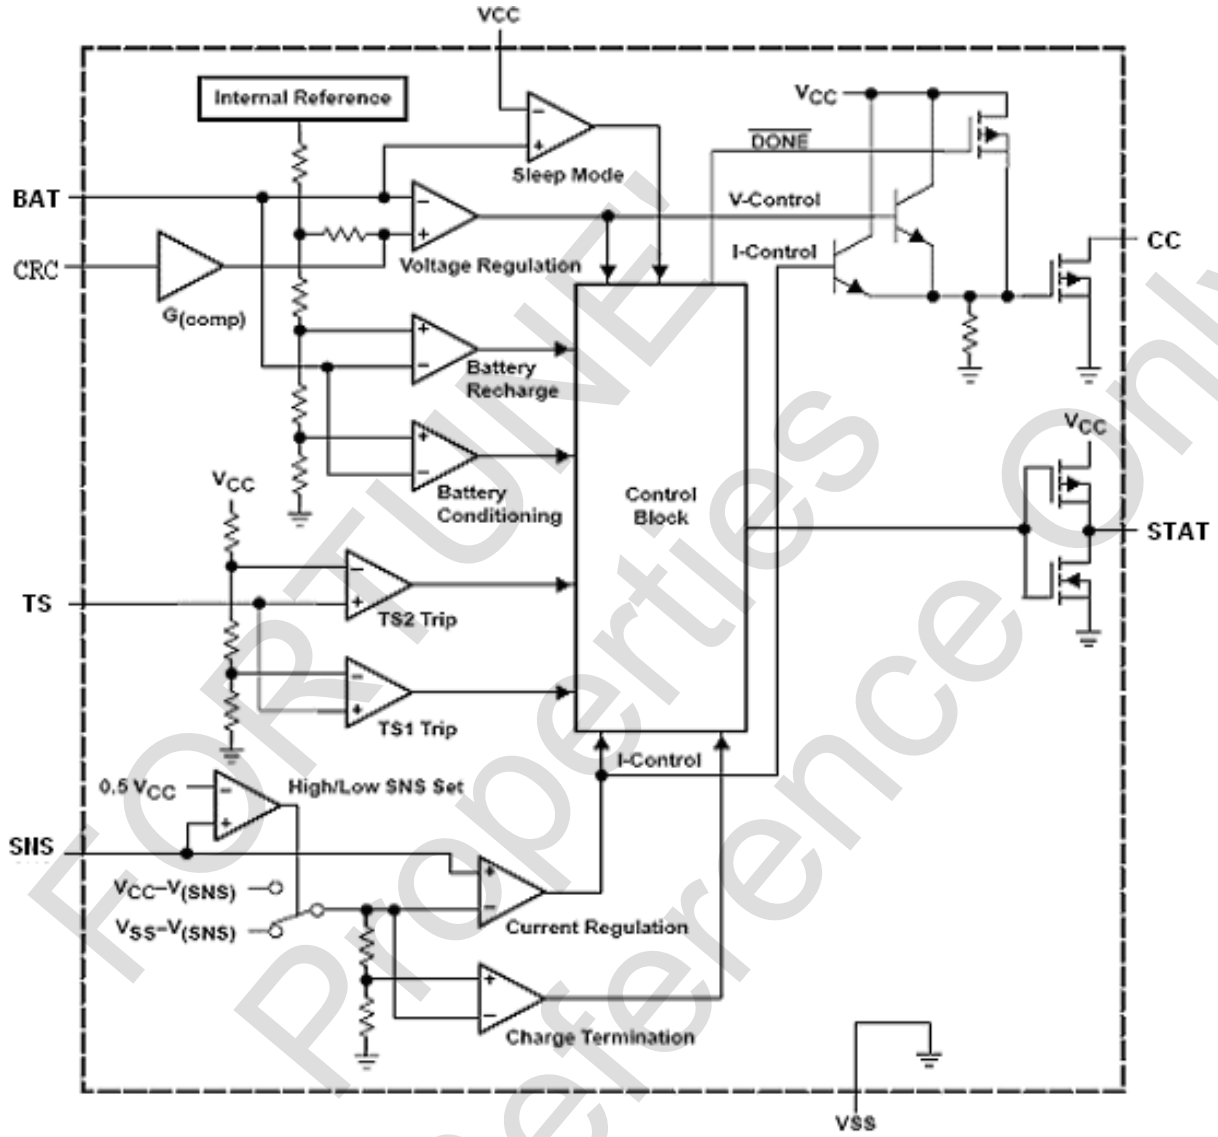 VCC
Internal Reference
VCC
DONE
Sleep Mode
BAT
V-Control
CC
CRC
I-Control
Voltage Regulation
G(comp)
Battery
Recharge
VCC
VCC
Battery
Conditioning
Control
Block
STAT
TS
TS2 Trip
TS1 Trip
I-Control
0.5 VCC
High/Low SNS Set
SNS
VCC–V(SNS)
VSS–V(SNS)
Current Regulation
Charge Termination
VSS
FORTUNE'
Properties
Reference Only